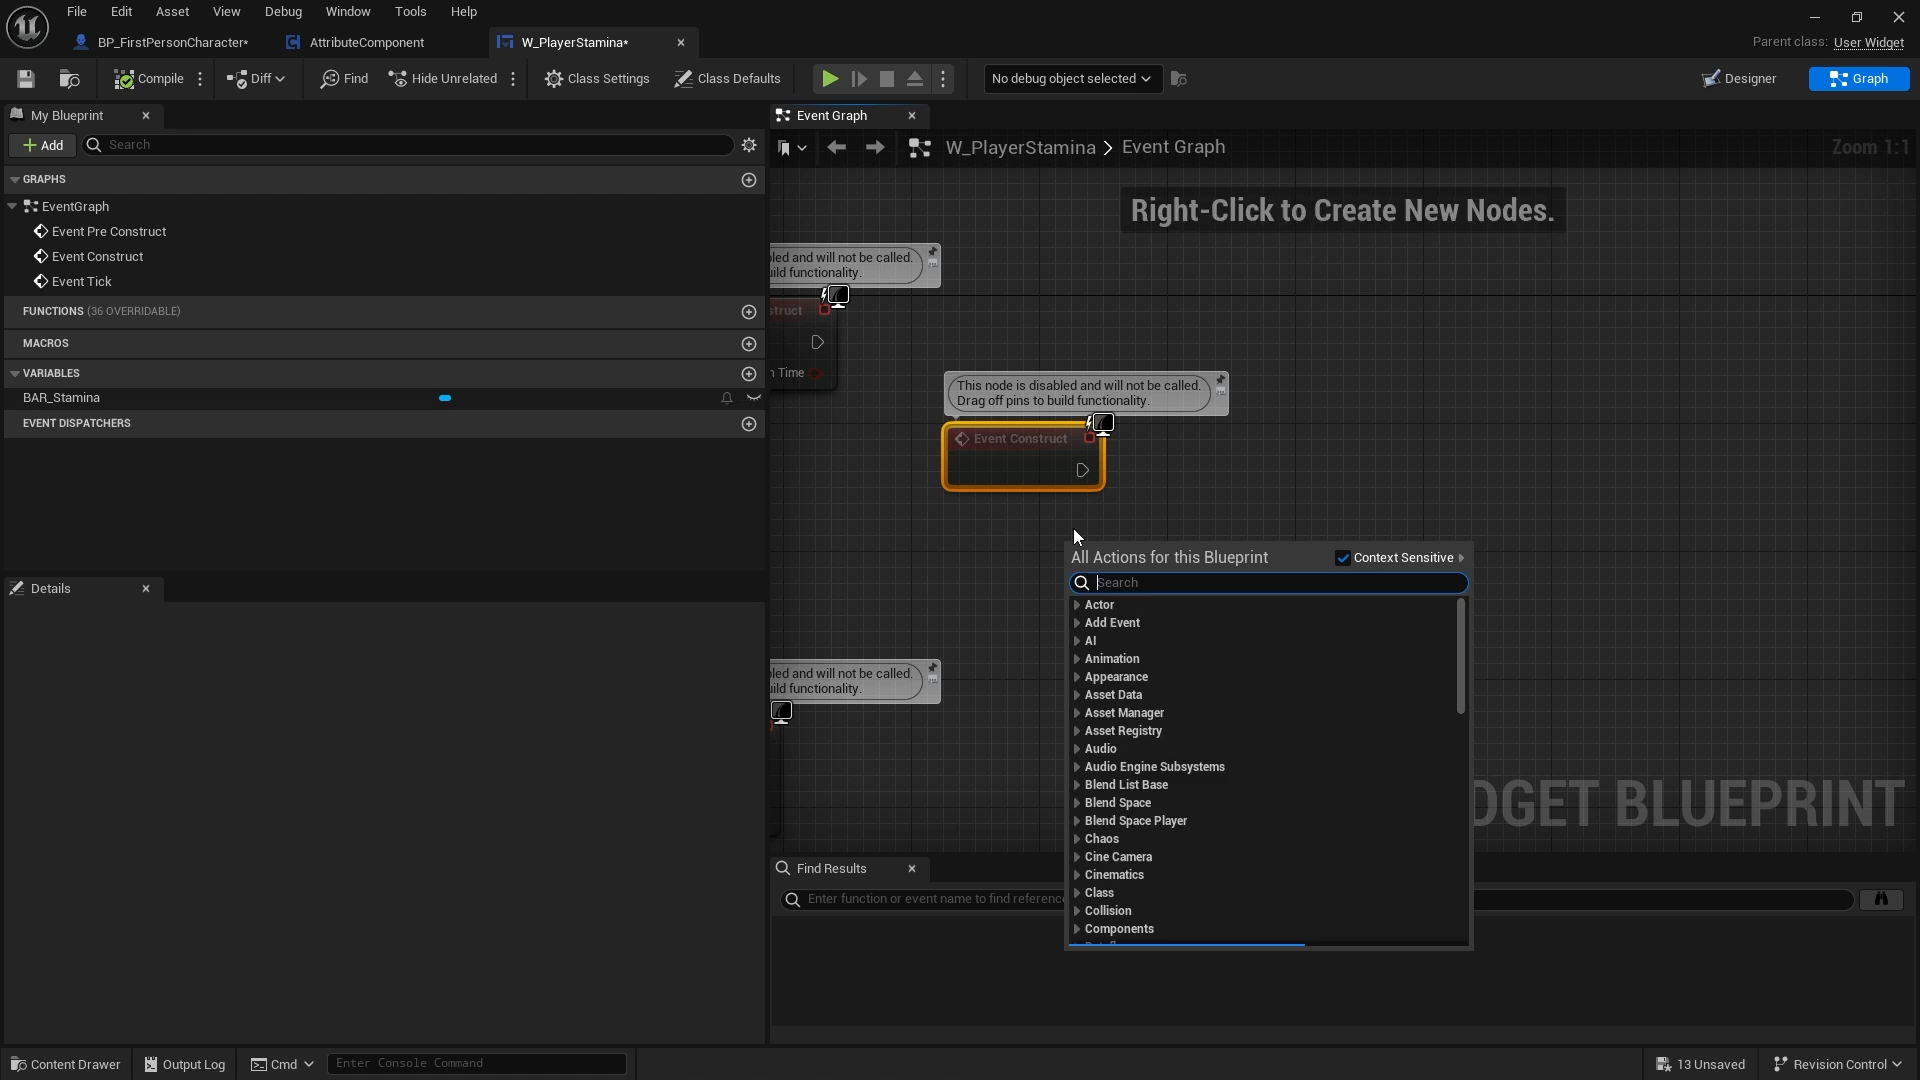 File Edit Asset View Debug Window Tools Help
BP_FirstPersonCharacter* AttributeComponent W_PlayerStamina*
Parent class: User Widget
Compile Diff Find Hide Unrelated Class Settings Class Defaults No debug object selected Designer Graph
My Blueprint
Event Graph
+ Add Search
W_PlayerStamina > Event Graph
Zoom 1:1
GRAPHS
EventGraph
Event Pre Construct
Event Construct
Event Tick
FUNCTIONS (36 OVERRIDABLE)
MACROS
VARIABLES
BAR_Stamina
EVENT DISPATCHERS
Details
Right-Click to Create New Nodes.
led and will not be called.
ild functionality.
struct
Time
This node is disabled and will not be called.
Drag off pins to build functionality.
Event Construct
led and will not be called.
ild functionality.
All Actions for this Blueprint Context Sensitive
Search
Actor
Add Event
AI
Animation
Appearance
Asset Data
Asset Manager
Asset Registry
Audio
Audio Engine Subsystems
Blend List Base
Blend Space
Blend Space Player
Chaos
Cine Camera
Cinematics
Class
Collision
Components
DGET BLUEPRINT
Find Results
Enter function or event name to find referenc
Content Drawer Output Log Cmd Enter Console Command 13 Unsaved Revision Control